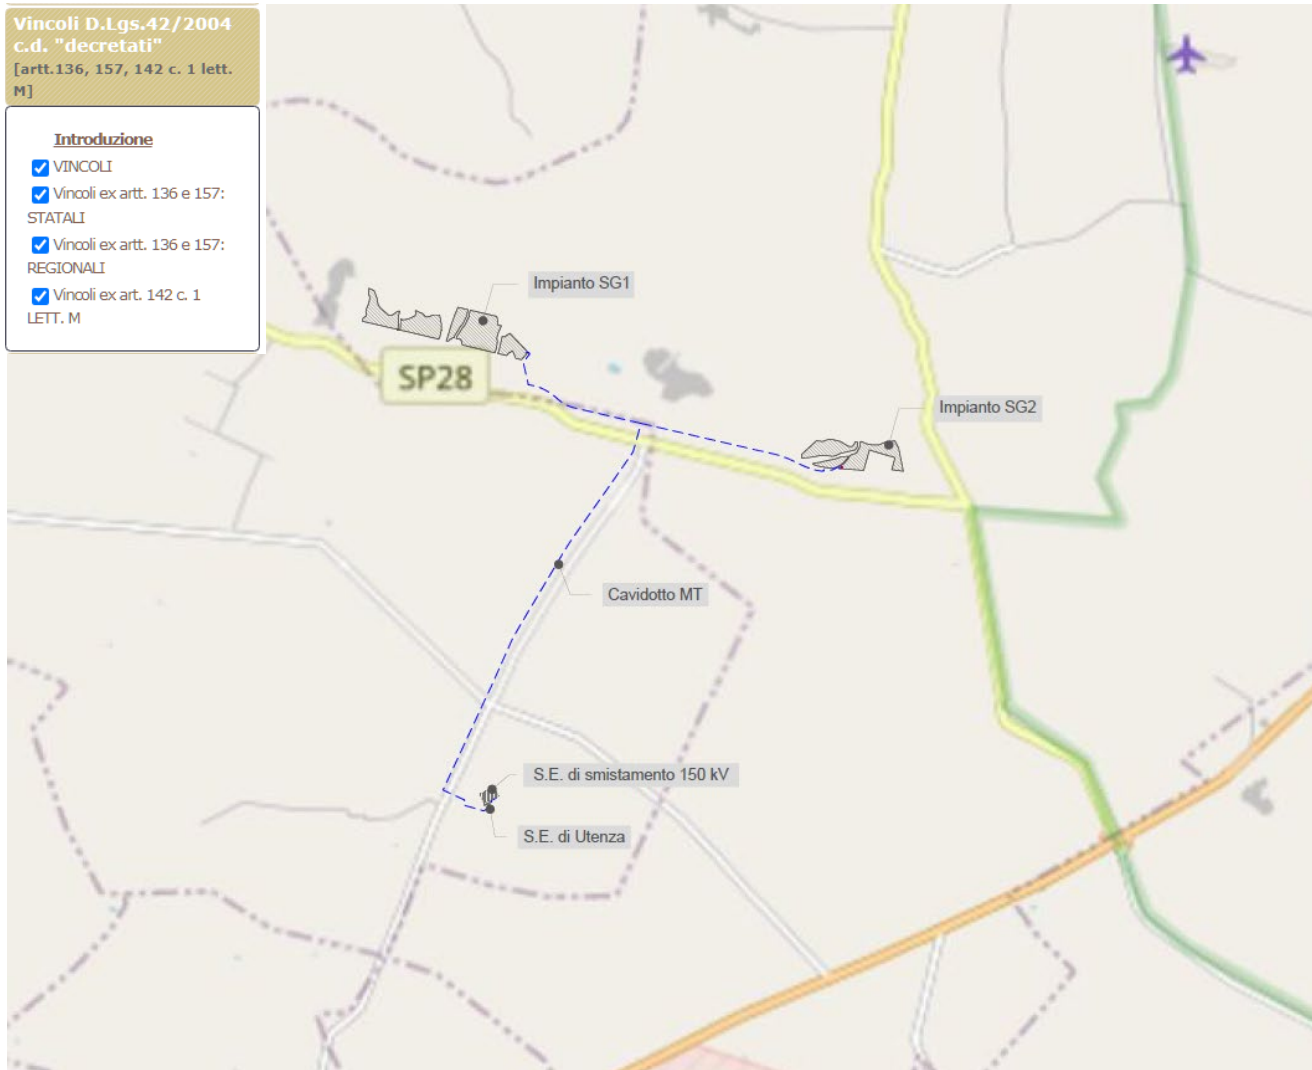 Vincoli D.Lgs.42/2004
c.d. "decretati"
[artt.136, 157, 142 c. 1 lett.
M]
Introduzione
VINCOLI
Vincoli ex artt. 136 e 157:
STATALI
Vincoli ex artt. 136 e 157:
REGIONALI
Vincoli ex art. 142 c. 1
LETT. M
Impianto SG1
SP28
Impianto SG2
Cavidotto MT
S.E. di smistamento 150 kV
S.E. di Utenza